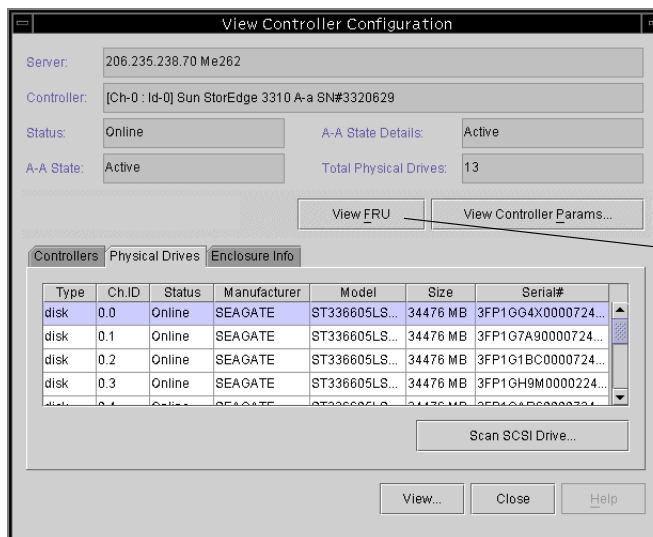 View Controller Configuration
Server: 206.235.238.70 Me262
Controller: [Ch-0 : Id-0] Sun StorEdge 3310 A-a SN#3320629
Status: Online A-A State Details: Active
A-A State: Active Total Physical Drives: 13
View FRU View Controller Params...
Controllers Physical Drives Enclosure Info
Type Ch.ID Status Manufacturer Model Size Serial#
disk 0.0 Online SEAGATE ST336605LS... 34476 MB 3FP1GG4X0000724...
disk 0.1 Online SEAGATE ST336605LS... 34476 MB 3FP1G7A90000724...
disk 0.2 Online SEAGATE ST336605LS... 34476 MB 3FP1G1BC0000724...
disk 0.3 Online SEAGATE ST336605LS... 34476 MB 3FP1GH9M0000224...
Scan SCSI Drive...
View... Close Help